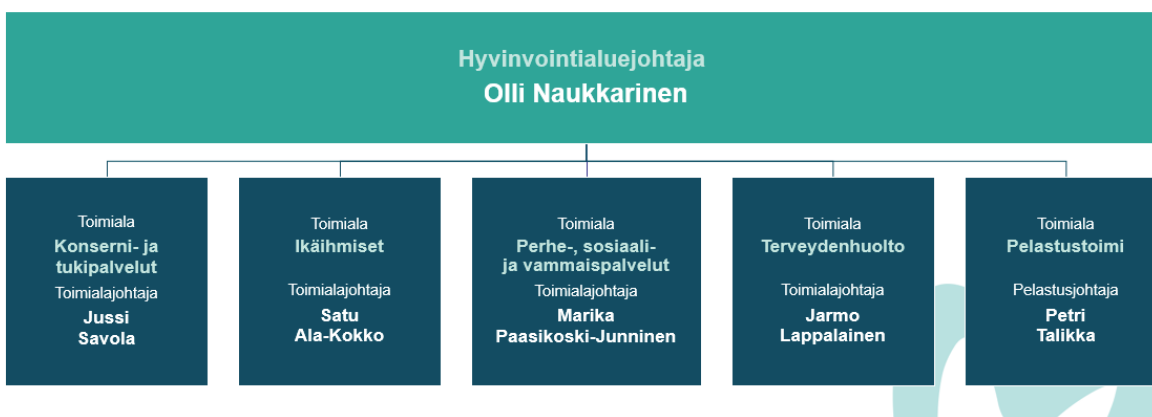 Hyvinvointialuejohtaja
Olli Naukkarinen
Toimiala
Konserni- ja
tukipalvelut
Toimialajohtaja
Jussi
Savola
Toimiala
Ikäihmiset
Toimialajohtaja
Satu
Ala-Kokko
Toimiala
Perhe-, sosiaali-
ja vammaispalvelut
Toimialajohtaja
Marika
Paasikoski-Junninen
Toimiala
Terveydenhuolto
Toimialajohtaja
Jarmo
Lappalainen
Toimiala
Pelastustoimi
Pelastusjohtaja
Petri
Talikka